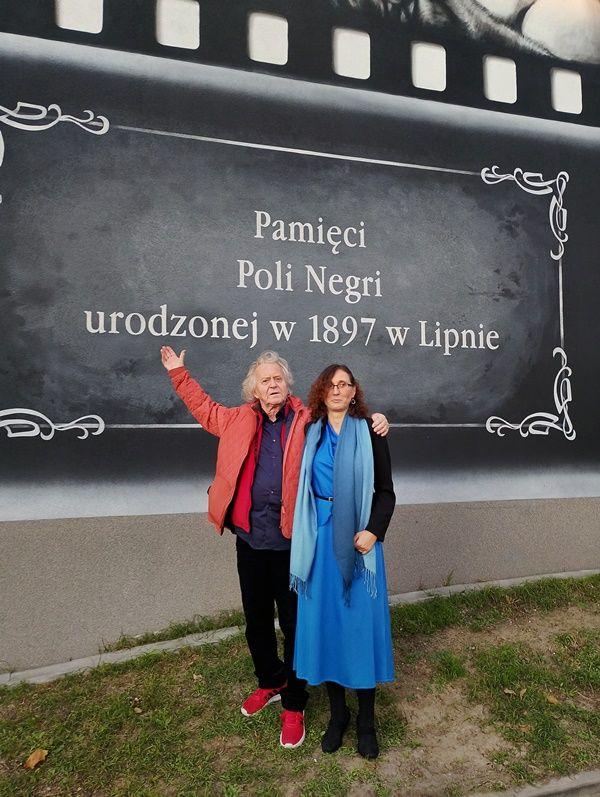 Pamięci
Poli Negri
urodzonej w 1897 w Lipnie